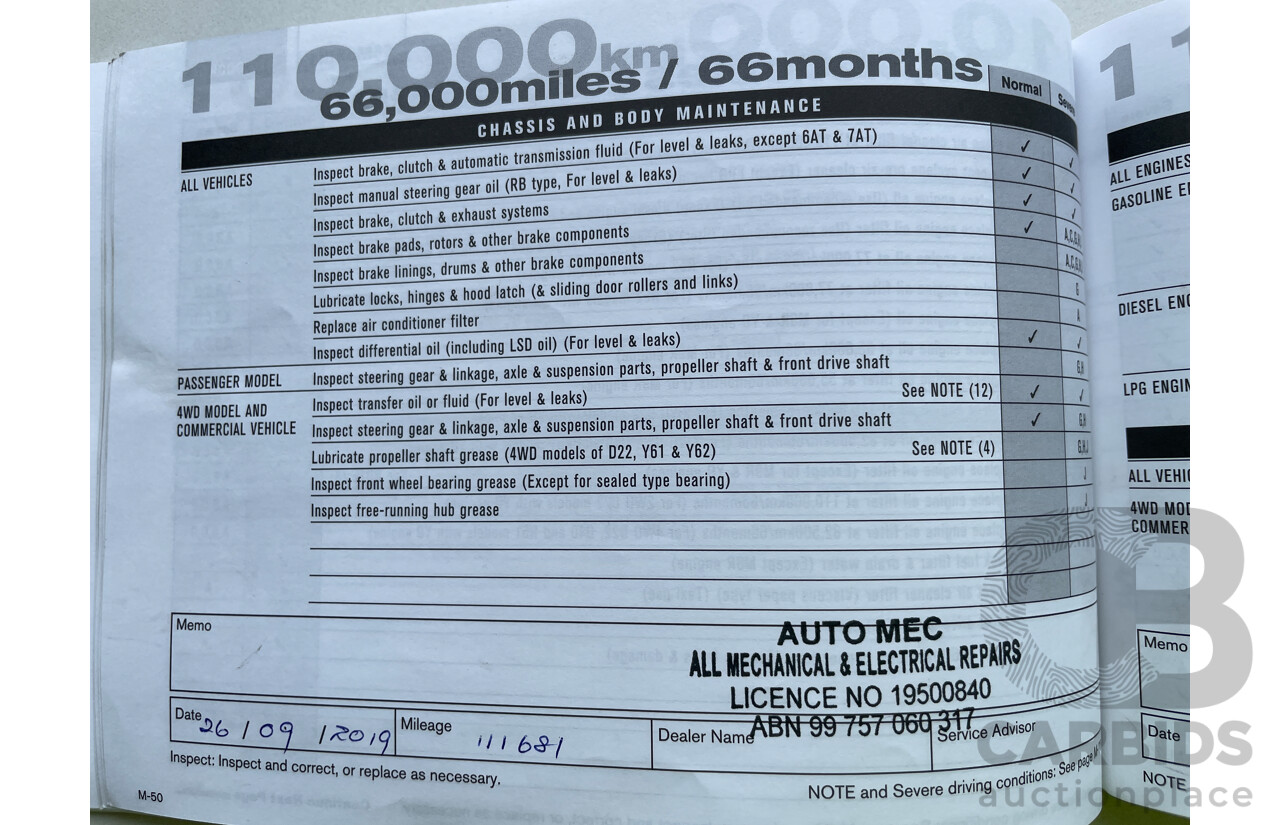 110,000km
66,000miles / 66months
Normal
CHASSIS AND BODY MAINTENANCE
ALL VEHICLES
Inspect brake, clutch & automatic transmission fluid (For level & leaks, except 6AT & 7AT) ✓ ✓
Inspect manual steering gear oil (RB type, For level & leaks) ✓ ✓
Inspect brake, clutch & exhaust systems ✓ ✓
Inspect brake pads, rotors & other brake components ✓ A,C,G,H
Inspect brake linings, drums & other brake components
Lubricate locks, hinges & hood latch (& sliding door rollers and links) G
Replace air conditioner filter A
Inspect differential oil (including LSD oil) (For level & leaks) ✓ ✓
PASSENGER MODEL
Inspect steering gear & linkage, axle & suspension parts, propeller shaft & front drive shaft G,H
4WD MODEL AND
COMMERCIAL VEHICLE
Inspect transfer oil or fluid (For level & leaks) See NOTE (12) ✓ ✓
Inspect steering gear & linkage, axle & suspension parts, propeller shaft & front drive shaft ✓ G,H
Lubricate propeller shaft grease (4WD models of D22, Y61 & Y62) See NOTE (4) G,H,J
Inspect front wheel bearing grease (Except for sealed type bearing) J
Inspect free-running hub grease J
Memo
AUTO MEC
ALL MECHANICAL & ELECTRICAL REPAIRS
LICENCE NO 19500840
ABN 99 757 060 317
Date 26 / 09 / 2019
Mileage 111681
Dealer Name
Service Advisor
Inspect: Inspect and correct, or replace as necessary.
NOTE and Severe driving conditions: See page
M-50
11
ALL ENGINES
GASOLINE
DIESEL
LPG
ALL
4WD
COMMER
Memo
Date
NOTE
CB
CARBIDS
auctionplace